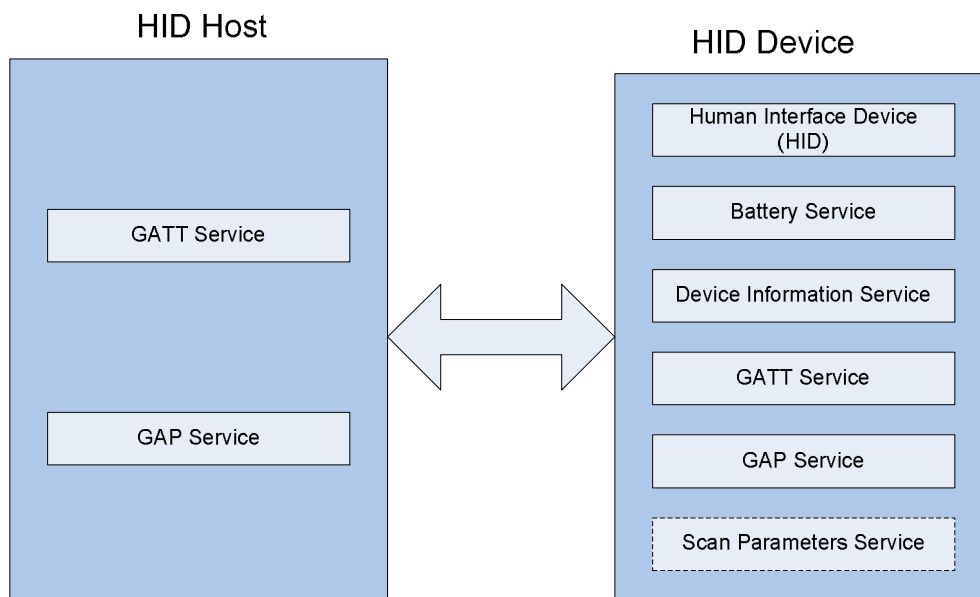 HID Host
GATT Service
GAP Service
HID Device
Human Interface Device
(HID)
Battery Service
Device Information Service
GATT Service
GAP Service
Scan Parameters Service